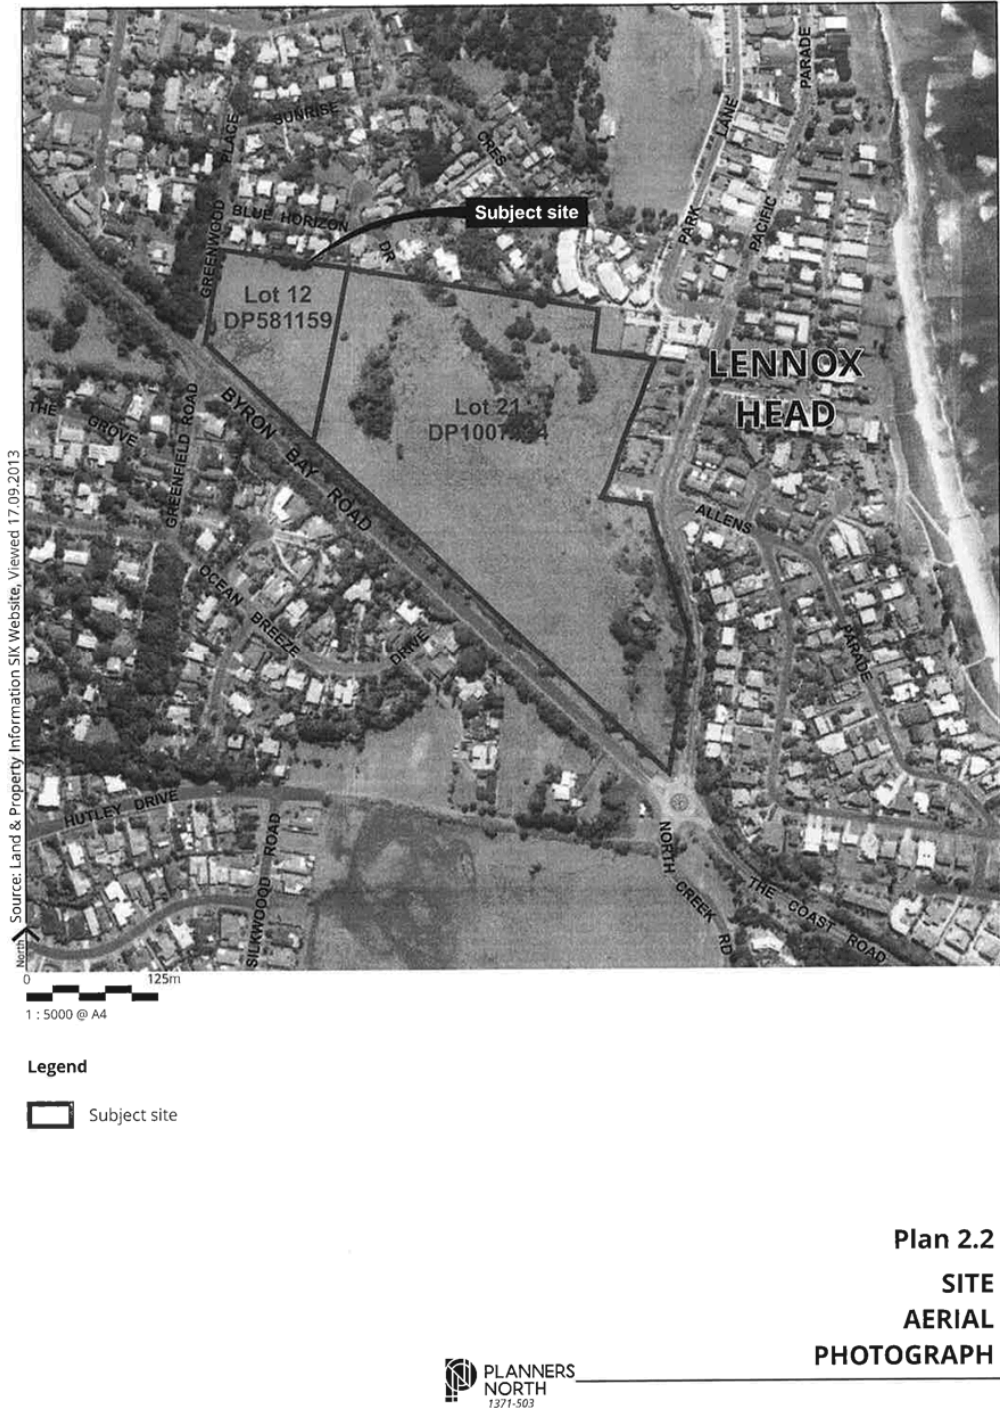 SUNRISE
PLACE
CRES
LANE
PARADE
BLUE HORIZON
DR
GREENWOOD
Subject site
PARK
PACIFIC
Lot 12
DP581159
LENNOX
HEAD
Lot 21
THE
GROVE
GREENFIELD ROAD
BYRON
BAY
ROAD
ALLENS
PARADE
OCEAN
BREEZE
DRIVE
HUTLEY DRIVE
SILKWOOOD ROAD
NORTH
CREEK
RD
THE COAST ROAD
Source: Land & Property Information SIX Website, Viewed 17.09.2013
North
0 125m
1 : 5000 @ A4
Legend
Subject site
Plan 2.2
SITE
AERIAL
PHOTOGRAPH
PLANNERS
NORTH
1371-503